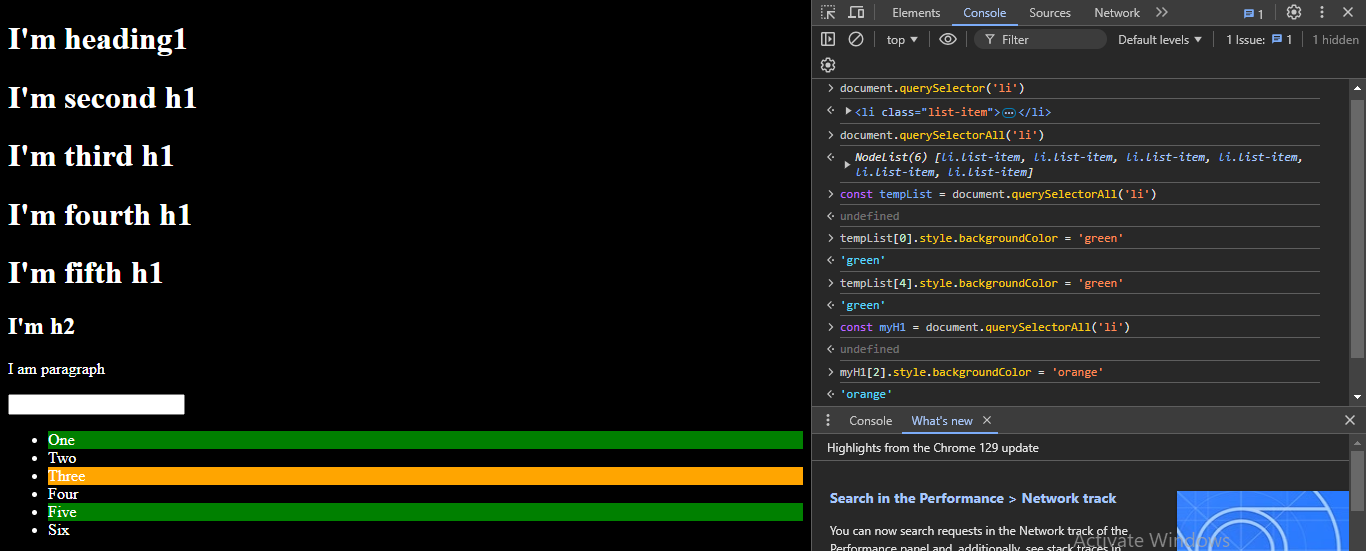 I'm heading1
I'm second h1
I'm third h1
I'm fourth h1
I'm fifth h1
I'm h2
I am paragraph
One
Two
Three
Four
Five
Six
Elements Console Sources Network 1
top Filter Default levels 1 Issue: 1 1 hidden
document.querySelector('li')
<li class="list-item">…</li>
document.querySelectorAll('li')
NodeList(6) [li.list-item, li.list-item, li.list-item, li.list-item,
li.list-item, li.list-item]
const tempList = document.querySelectorAll('li')
undefined
tempList[0].style.backgroundColor = 'green'
'green'
tempList[4].style.backgroundColor = 'green'
'green'
const myH1 = document.querySelectorAll('li')
undefined
myH1[2].style.backgroundColor = 'orange'
'orange'
Console What's new
Highlights from the Chrome 129 update
Search in the Performance > Network track
You can now search requests in the Network track of the
Performance panel and, additionally, see stack traces in
Activate Windows